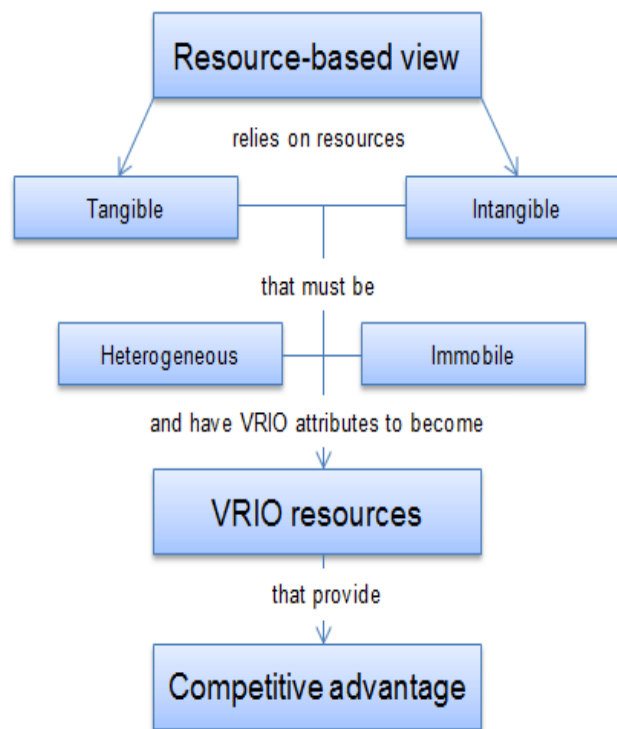 Resource-based view
relies on resources
Tangible
Intangible
that must be
Heterogeneous
Immobile
and have VRIO attributes to become
VRIO resources
that provide
Competitive advantage